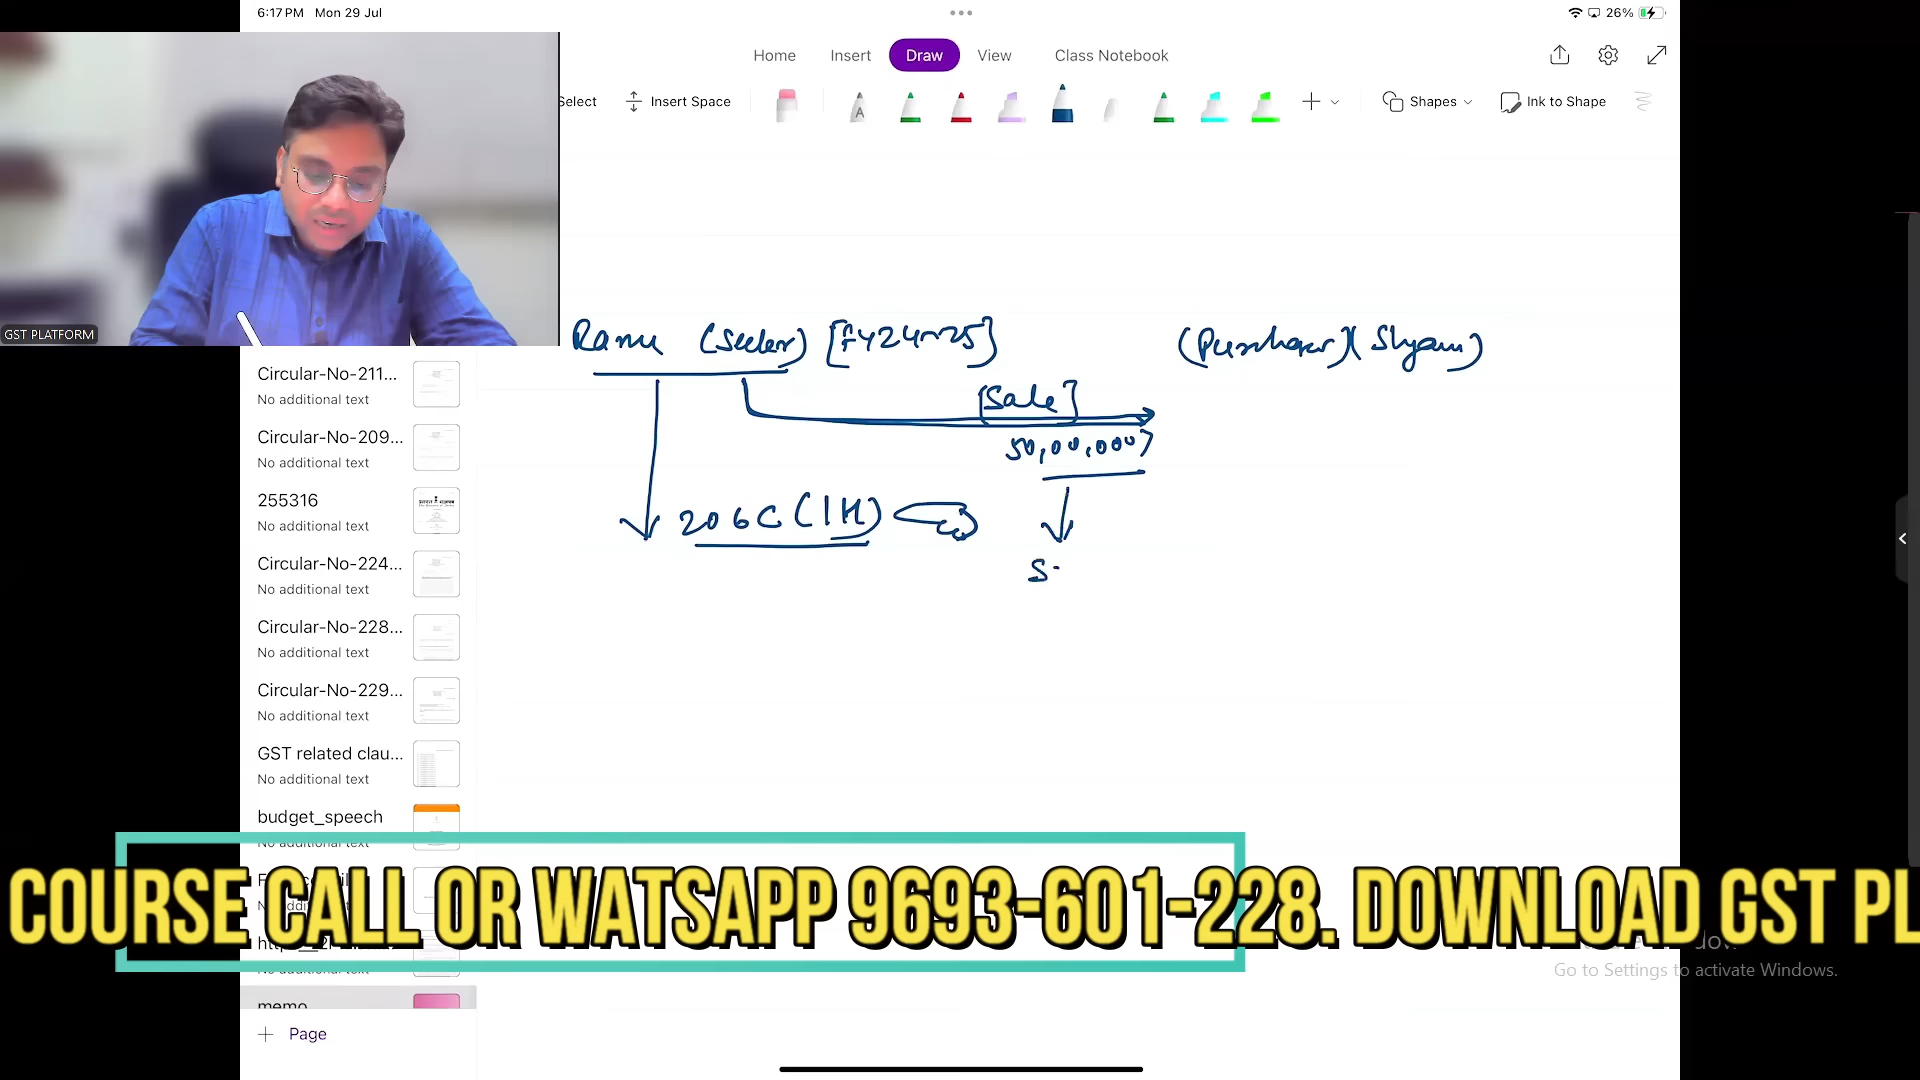 6:17 PM Mon 29 Jul
26%
Home Insert Draw View Class Notebook
Select Insert Space A Shapes Ink to Shape
GST PLATFORM
Ramu (Seeler) [FY24-25] (Purchaser)(Shyam)
[Sale]
50,00,000
206C(1H)
S
Circular-No-211...
No additional text
Circular-No-209...
No additional text
255316
No additional text
Circular-No-224...
No additional text
Circular-No-228...
No additional text
Circular-No-229...
No additional text
GST related clau...
No additional text
budget_speech
No additional text
COURSE CALL OR WATSAPP 9693-601-228. DOWNLOAD GST PL
Go to Settings to activate Windows.
memo
+ Page